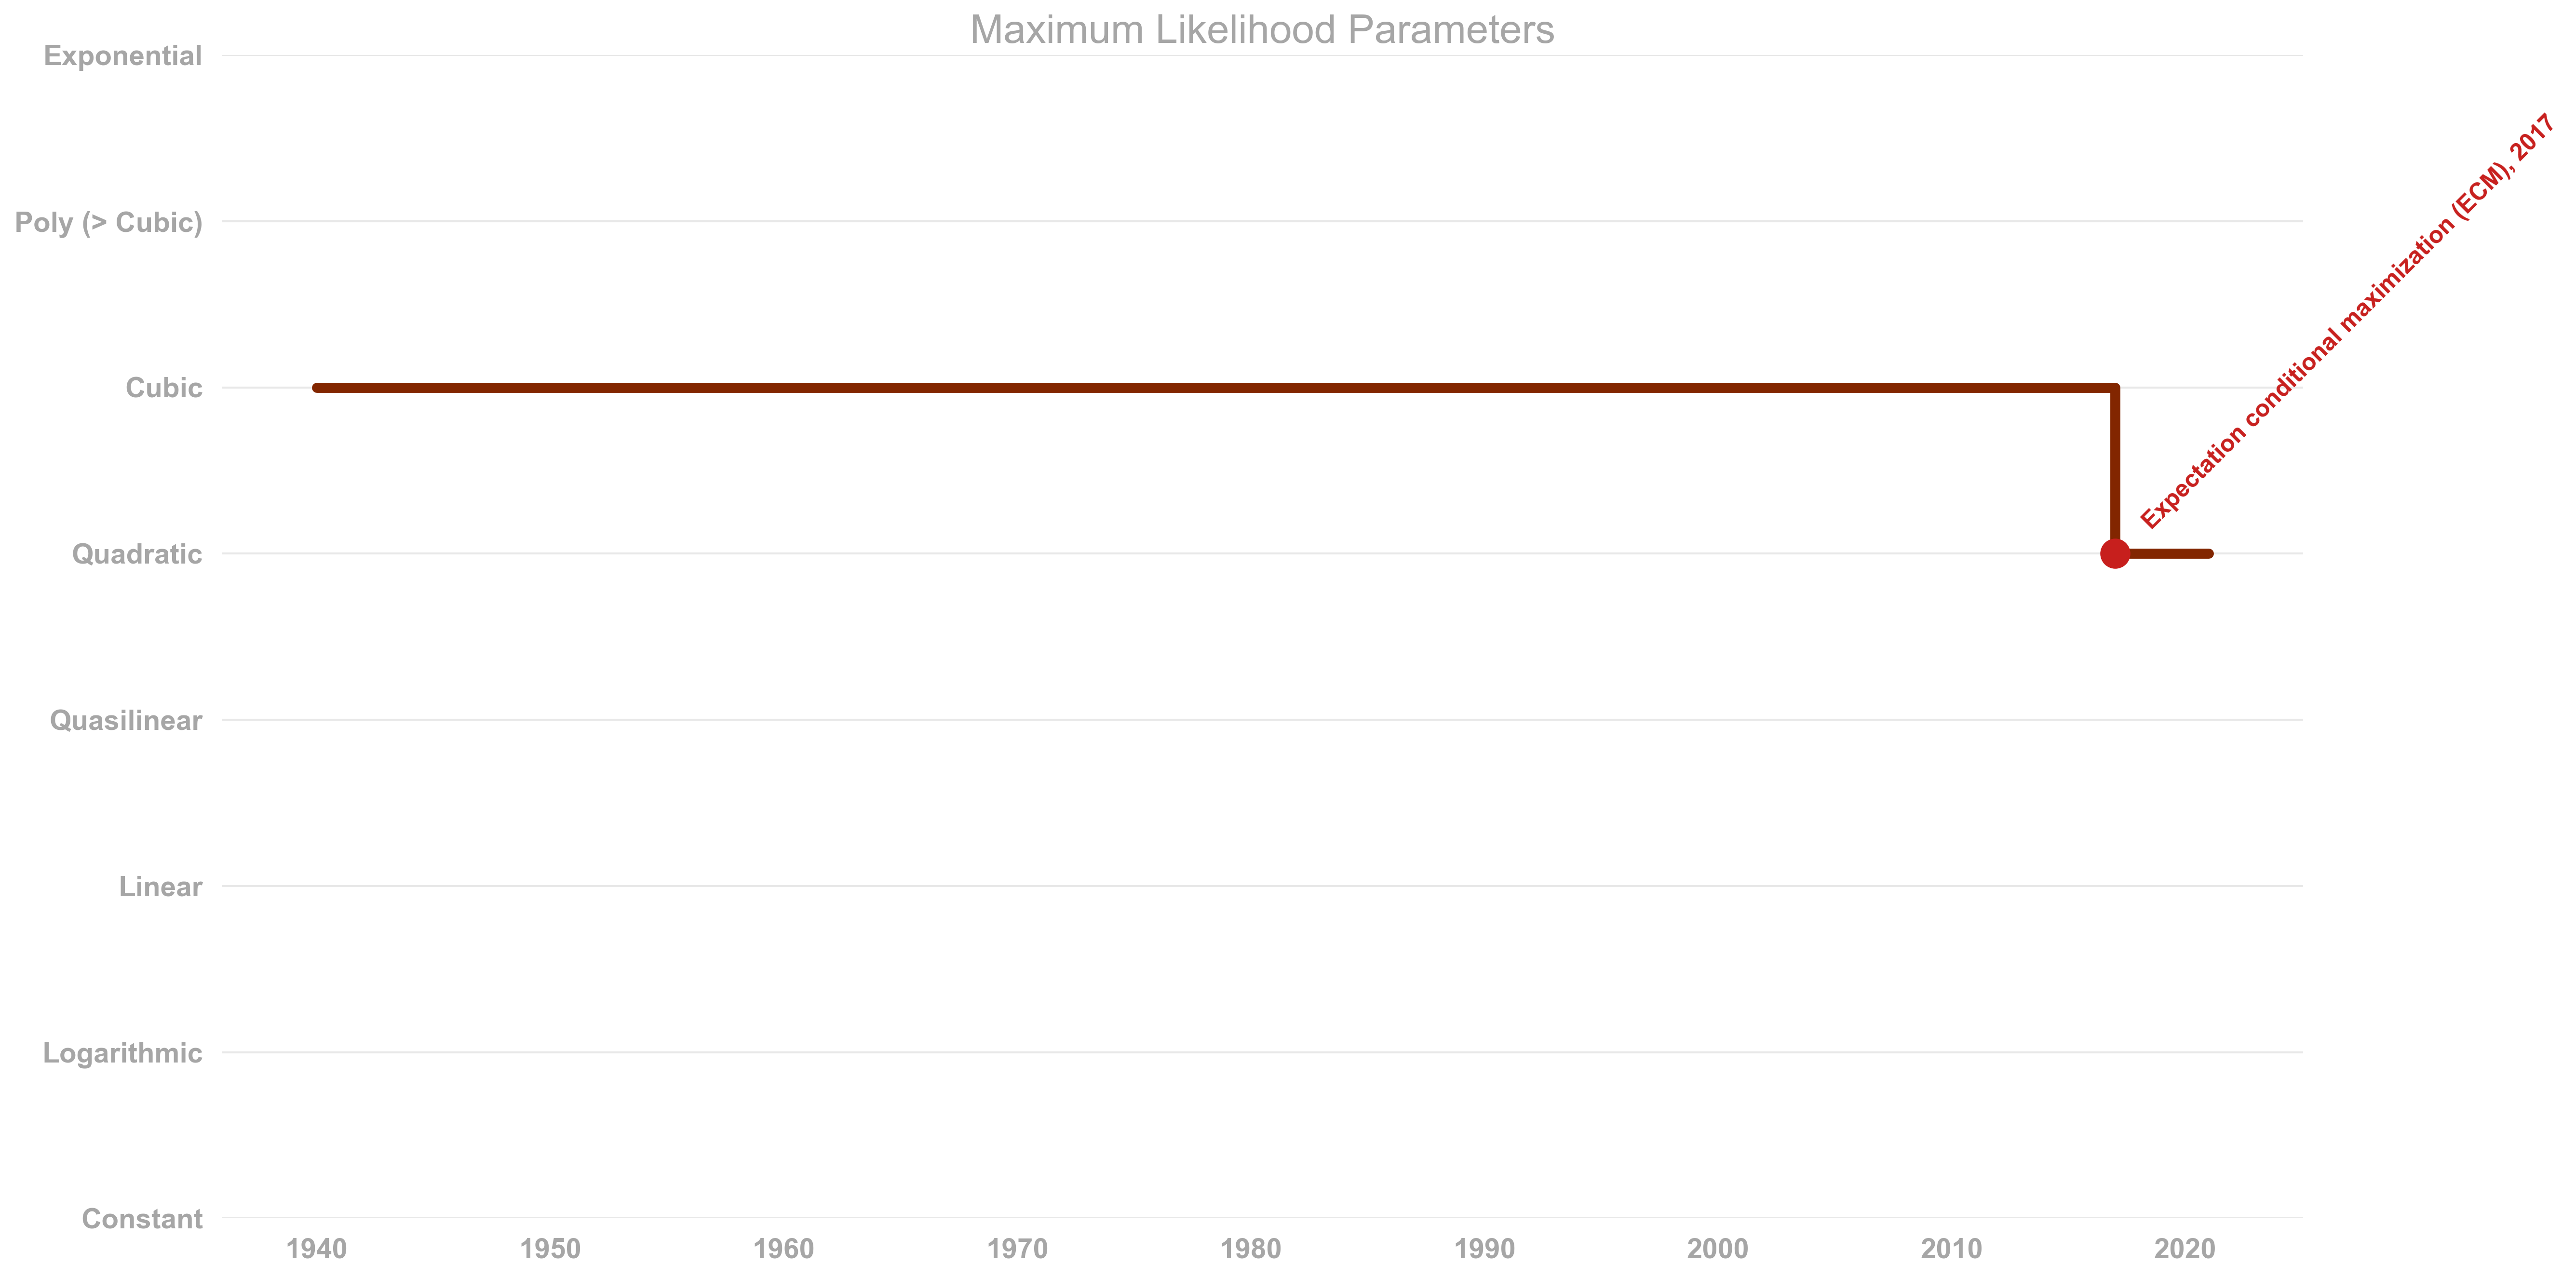 Maximum Likelihood Parameters
Exponential
Poly (> Cubic)
Cubic
Quadratic
Quasilinear
Linear
Logarithmic
Constant
Expectation conditional maximization (ECM), 2017
1940 1950 1960 1970 1980 1990 2000 2010 2020